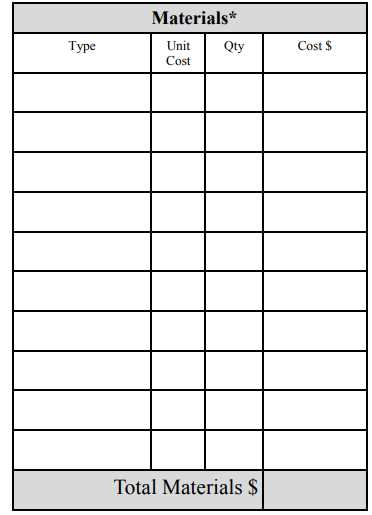 Materials*
Type Unit Cost Qty Cost $
Total Materials $